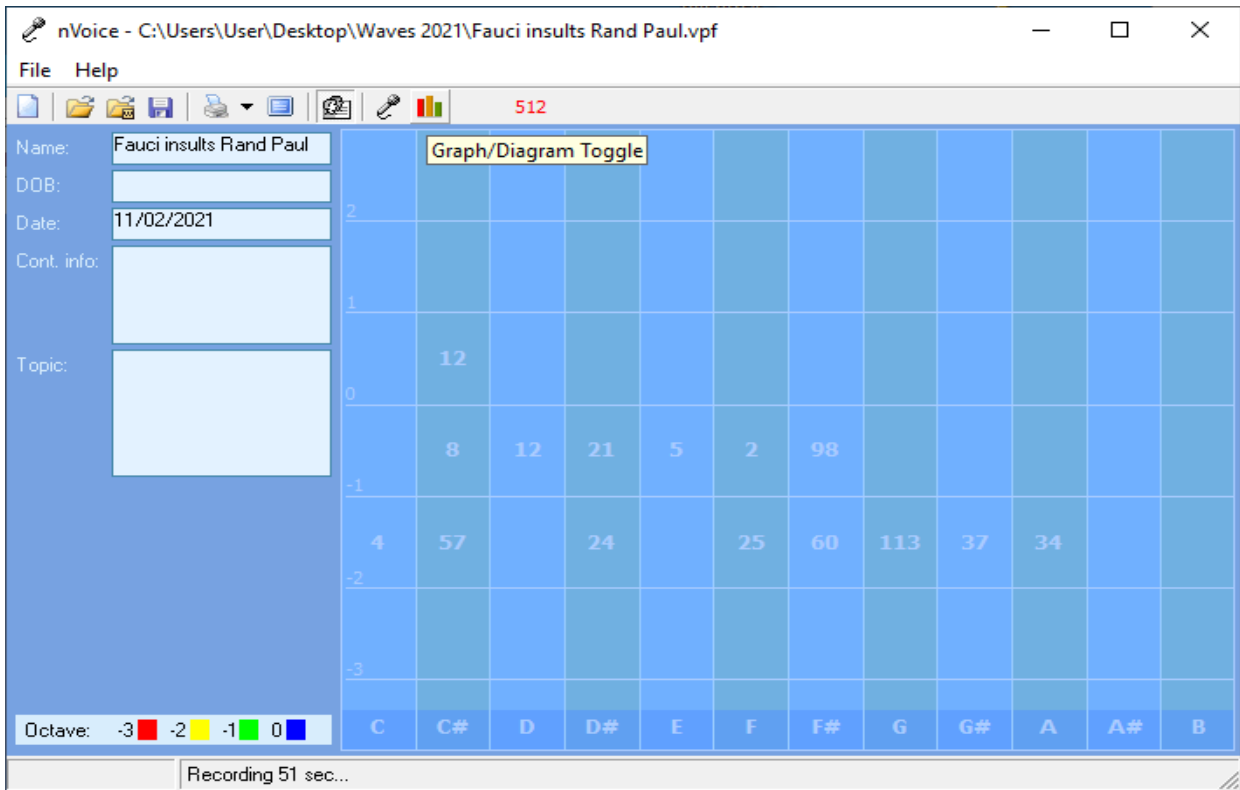 nVoice - C:\Users\User\Desktop\Waves 2021\Fauci insults Rand Paul.vpf
File Help
512
Name: Fauci insults Rand Paul
Graph/Diagram Toggle
DOB:
Date: 11/02/2021
2
Cont. info:
1
Topic:
12
0
8 12 21 5 2 98
-1
4 57 24 25 60 113 37 34
-2
-3
Octave: -3 -2 -1 0
C C# D D# E F F# G G# A A# B
Recording 51 sec...